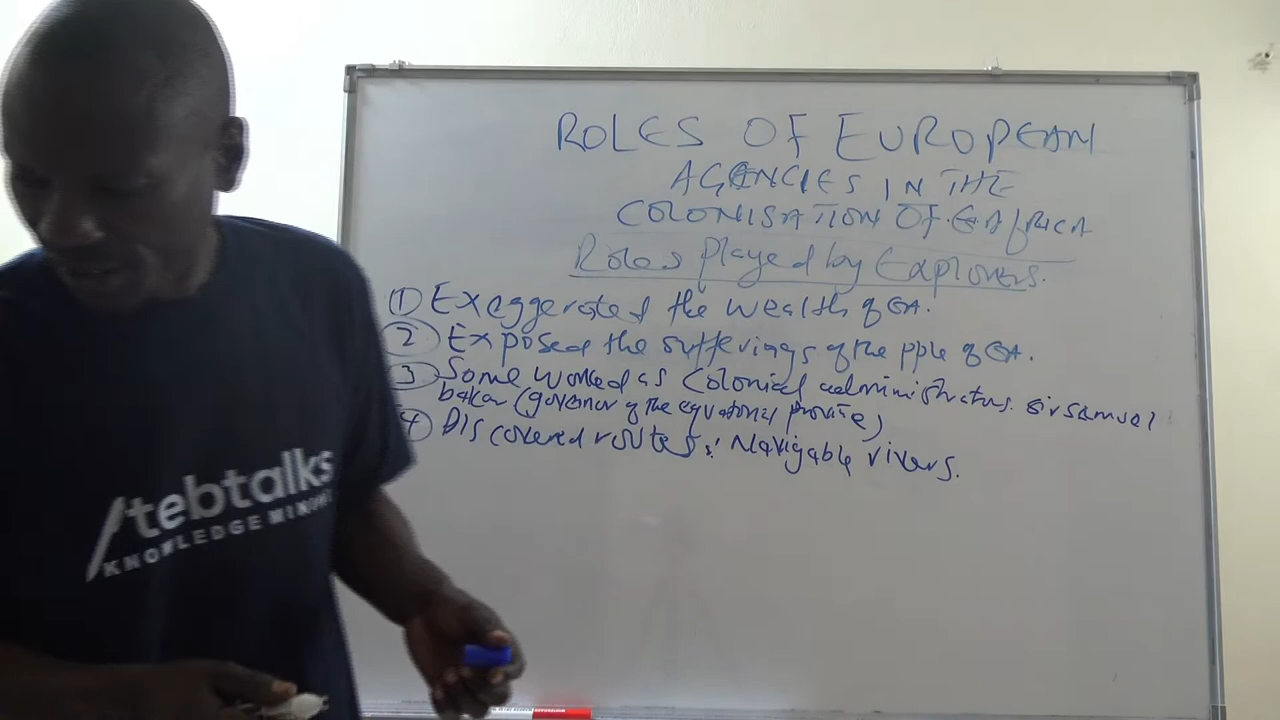 ROLES OF EUROPEAN
AGENCIES IN THE
COLONISATION OF E.AfRICA
Roles Played by Explorers.
① Exaggerated the wealth of EA.
② Exposed the sufferings of the pple of EA.
③ Some worked as Colonial administrators. Sir Samuel
baker (governor of the equatorial province)
④ Discovered routes & Navigable rivers.
tebtalks
KNOWLEDGE